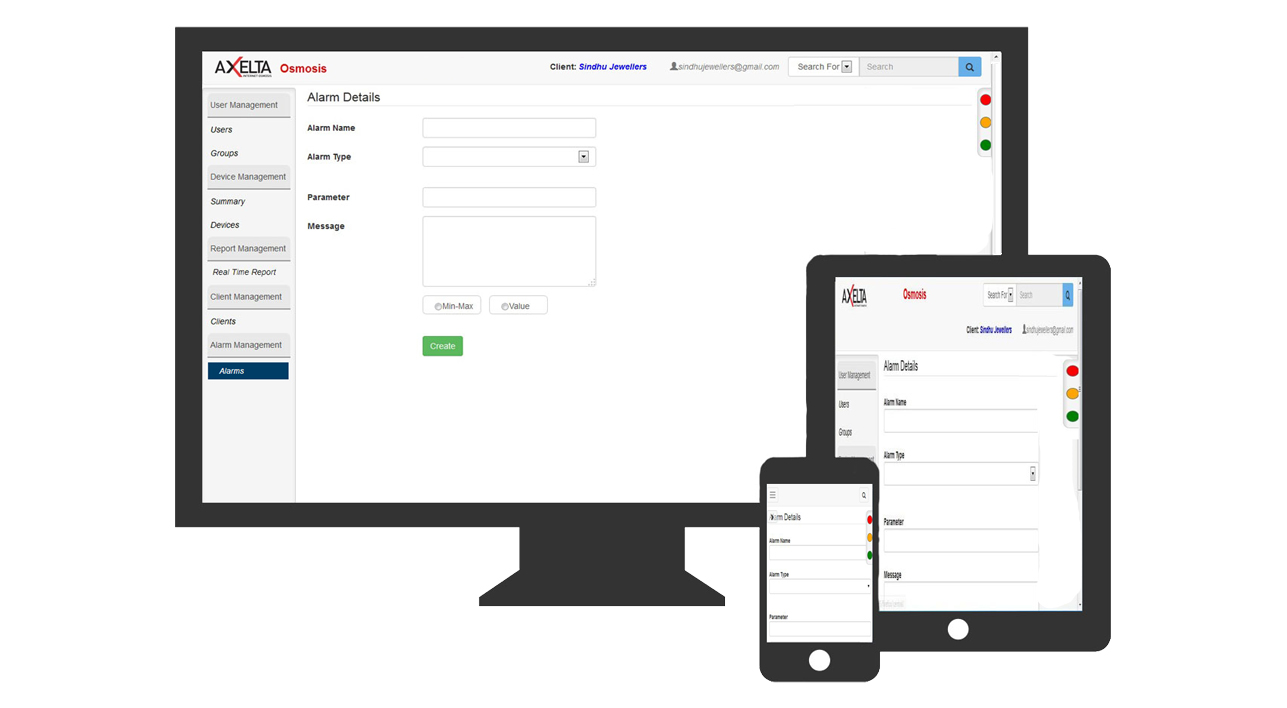 AXELTA Osmosis Client: Sindhu Jewellers sindhujewellers@gmail.com Search For Search
INTERNET OSMOSIS
User Management
Users
Groups
Device Management
Summary
Devices
Report Management
Real Time Report
Client Management
Clients
Alarm Management
Alarms
Alarm Details
Alarm Name
Alarm Type
Parameter
Message
Min-Max Value
Create
AXELTA Osmosis Search For Search
Client: Sindhu Jewellers sindhujewellers@gmail.com
User Management
Users
Groups
Alarm Details
Alarm Name
Alarm Type
Parameter
Message
Alarm Details
Alarm Name
Alarm Type
Parameter